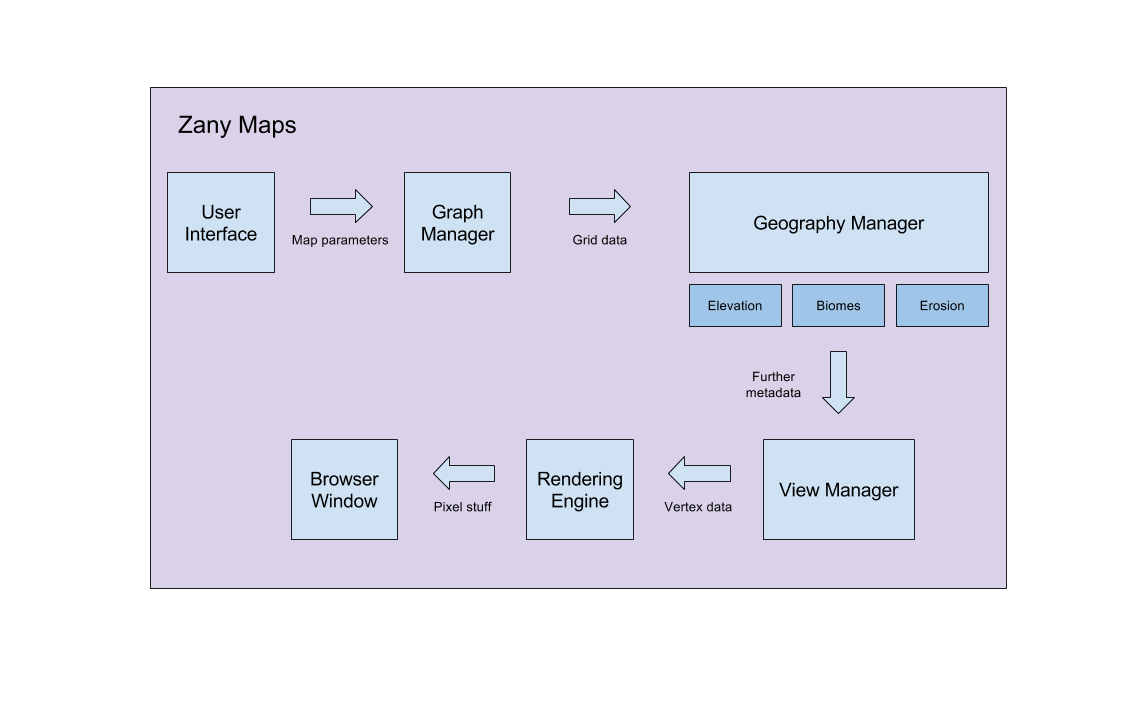 Zany Maps
User
Interface
Map parameters
Graph
Manager
Grid data
Geography Manager
Elevation
Biomes
Erosion
Further
metadata
Browser
Window
Pixel stuff
Rendering
Engine
Vertex data
View Manager